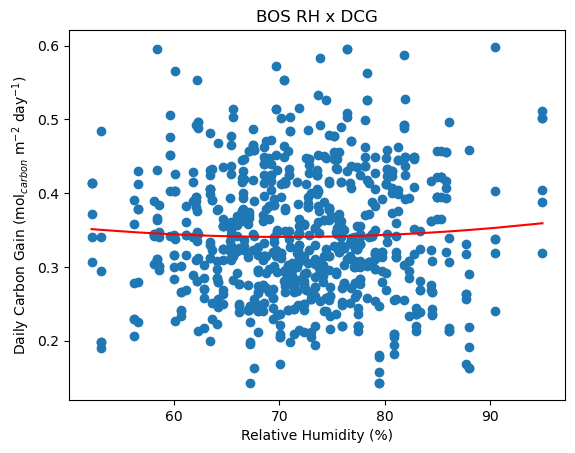 BOS RH x DCG
Daily Carbon Gain (mol$_{carbon}$ m$^{-2}$ day$^{-1}$)
0.6
0.5
0.4
0.3
0.2
60 70 80 90
Relative Humidity (%)